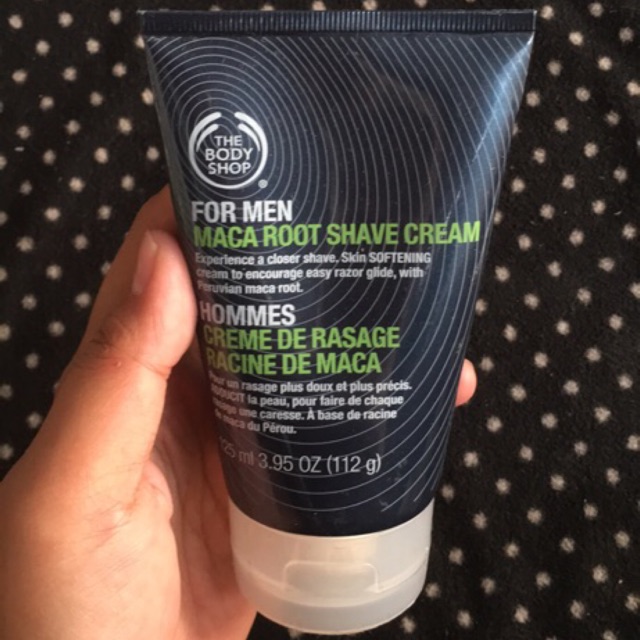 THE
BODY
SHOP
FOR MEN
MACA ROOT SHAVE CREAM
Experience a closer shave. Skin SOFTENING
cream to encourage easy razor glide, with
Peruvian maca root.
HOMMES
CREME DE RASAGE
RACINE DE MACA
Pour un rasage plus doux et plus précis.
la peau, pour faire de chaque
une caresse. À base de racine
maca du Pérou.
125 ml 3.95 OZ (112 g)